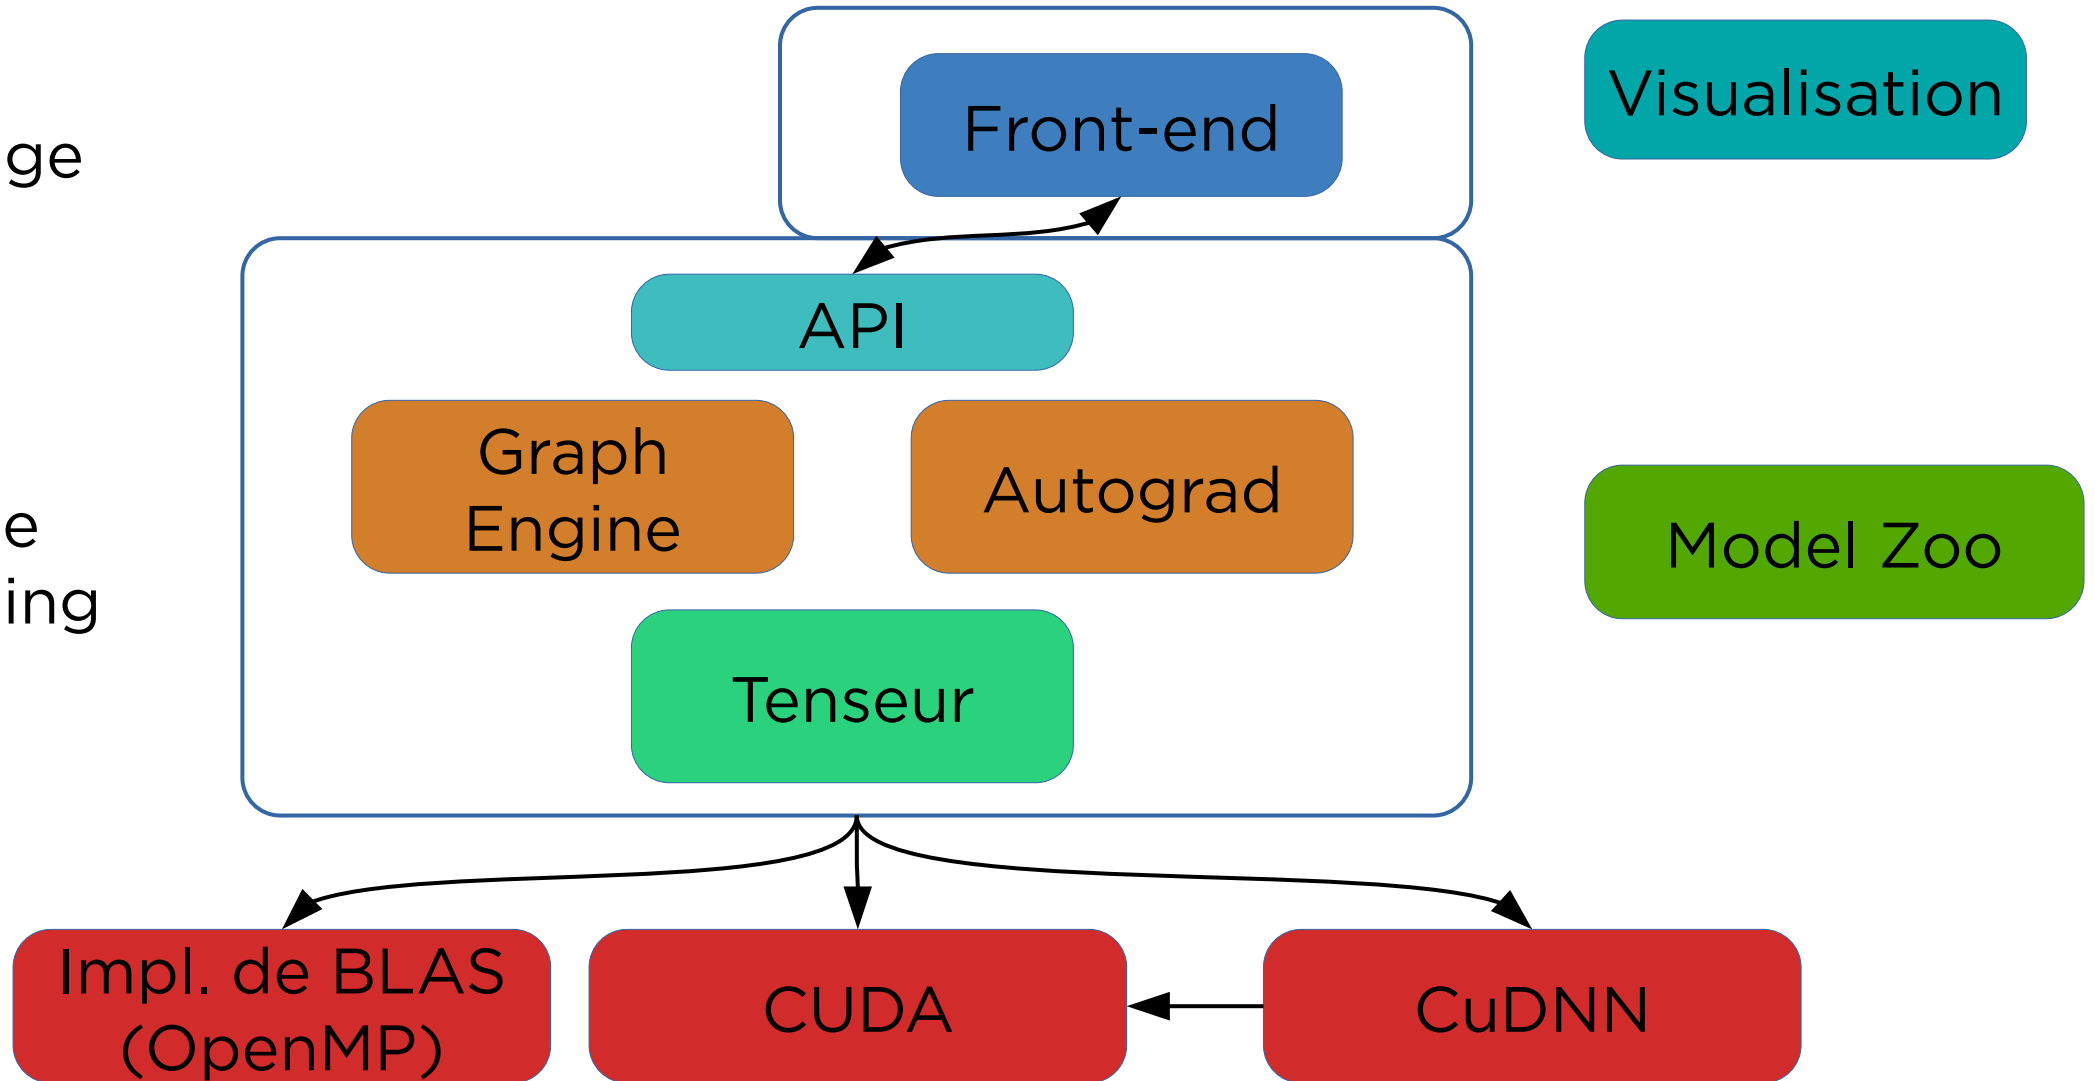 Front-end
Visualisation
ge
API
Graph
Engine
Autograd
e
ing
Model Zoo
Tenseur
Impl. de BLAS
(OpenMP)
CUDA
CuDNN